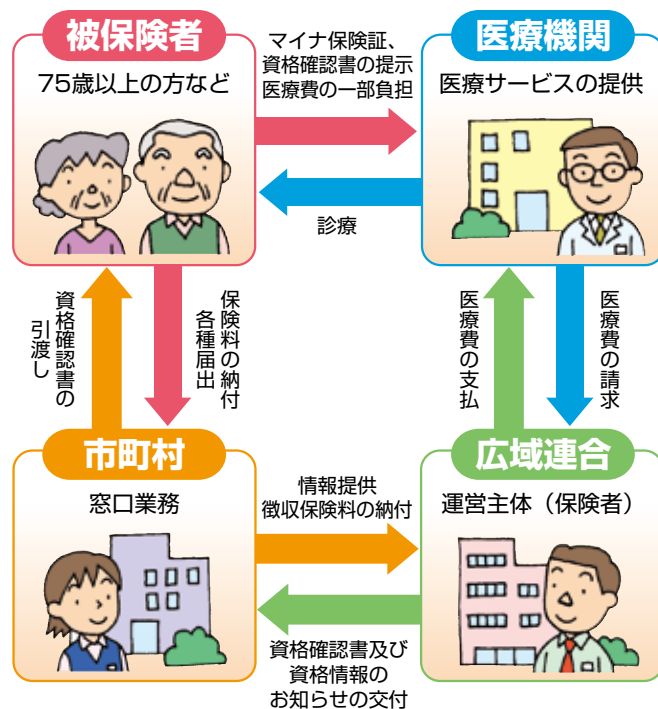 被保険者
75歳以上の方など
マイナ保険証、
資格確認書の提示
医療費の一部負担
診療
医療機関
医療サービスの提供
資格確認書の
引渡し
保険料の納付
各種届出
医療費の支払
医療費の請求
市町村
窓口業務
情報提供
徴収保険料の納付
資格確認書及び
資格情報の
お知らせの交付
広域連合
運営主体（保険者）